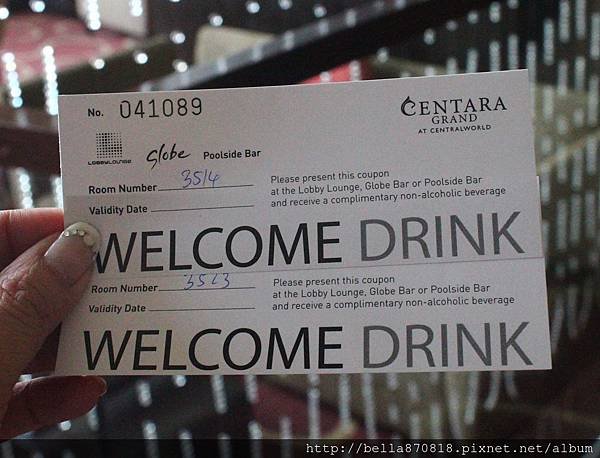 No. 041089
CENTARA
GRAND
AT CENTRALWORLD
LOBBYLOUNGE
Globe Poolside Bar
Room Number 3514
Validity Date
Please present this coupon
at the Lobby Lounge, Globe Bar or Poolside Bar
and receive a complimentary non-alcoholic beverage
WELCOME DRINK
Room Number
Validity Date
Please present this coupon
at the Lobby Lounge, Globe Bar or Poolside Bar
and receive a complimentary non-alcoholic beverage
WELCOME DRINK
http://bella870818.pixnet.net/album